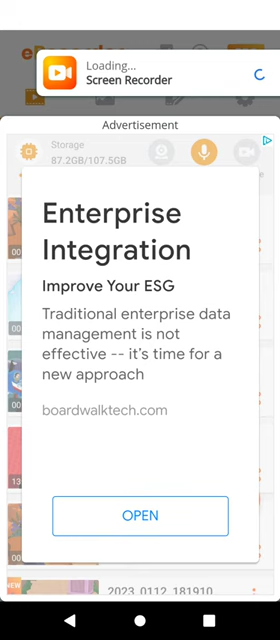 Loading...
Screen Recorder
Advertisement
Storage
87.2GB/107.5GB
Enterprise
Integration
Improve Your ESG
Traditional enterprise data
management is not
effective -- it's time for a
new approach
boardwalktech.com
OPEN
NEW
2023_0112_181910